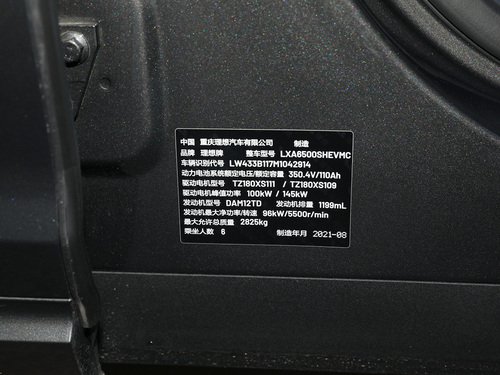 中国 重庆理想汽车有限公司 制造
品牌 理想牌 整车型号 LXA6500SHEVMC
车辆识别代号 LW433B117M1042914
动力电池系统额定电压/额定容量 350.4V/110Ah
驱动电机型号 TZ180XS111 / TZ180XS109
驱动电机峰值功率 100kW / 145kW
发动机型号 DAM12TD 发动机排量 1199mL
发动机最大净功率/转速 96kW/5500r/min
最大允许总质量 2825kg
乘坐人数 6 制造年月 2021-08